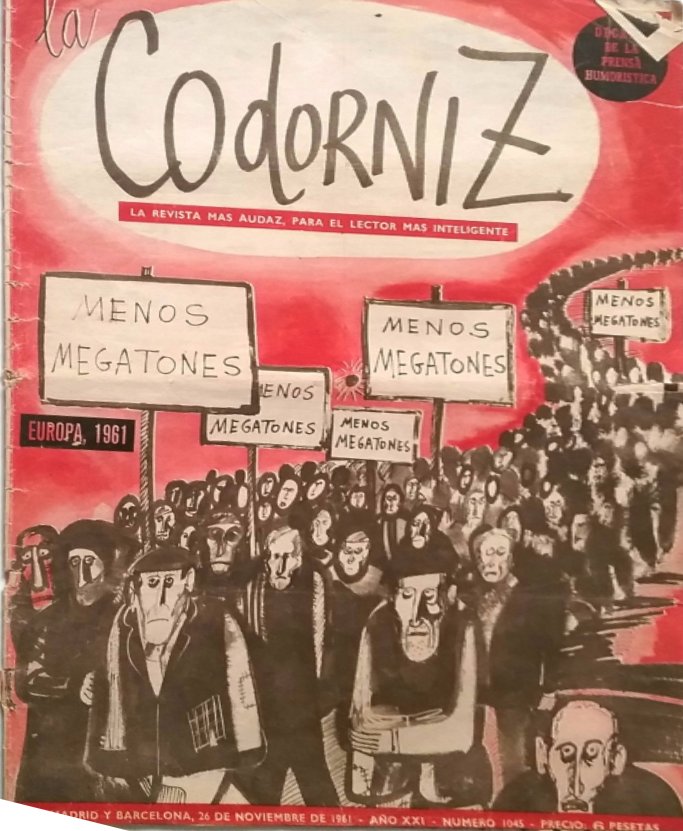 la
CODORNIZ
DECANA
DE LA
PRENSA
HUMORISTICA
LA REVISTA MAS AUDAZ, PARA EL LECTOR MAS INTELIGENTE
MENOS
MEGATONES
MENOS
MEGATONES
MENOS
MEGATONES
ENOS
MEGATONES
MENOS
MEGATONES
EUROPA, 1961
MADRID Y BARCELONA, 26 DE NOVIEMBRE DE 1961 - AÑO XXI - NUMERO 1045 - PRECIO: 6 PESETAS